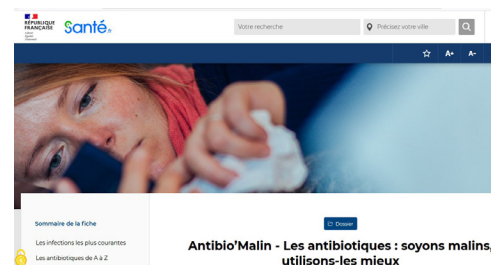 RÉPUBLIQUE
FRANÇAISE
Santé.fr
Votre recherche
Précisez votre ville
A+ A-
Sommaire de la fiche
Les infections les plus courantes
Les antibiotiques de A à Z
Dossier
Antibio'Malin - Les antibiotiques : soyons malins,
utilisons-les mieux